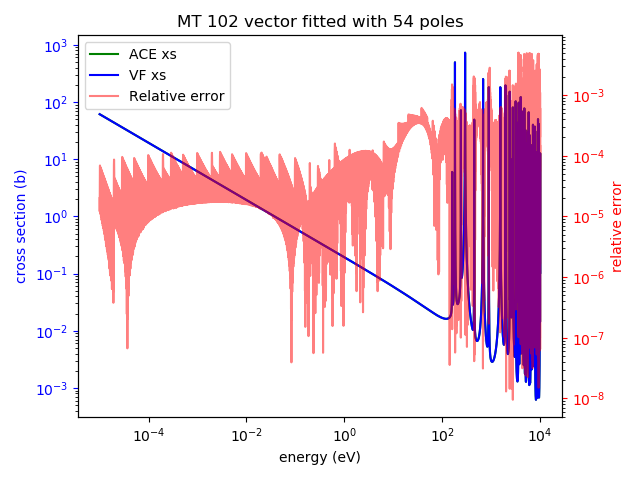 MT 102 vector fitted with 54 poles
ACE xs
VF xs
Relative error
10³
10²
10¹
10⁰
10⁻¹
10⁻²
10⁻³
cross section (b)
10⁻³
10⁻⁴
10⁻⁵
10⁻⁶
10⁻⁷
10⁻⁸
relative error
10⁻⁴ 10⁻² 10⁰ 10² 10⁴
energy (eV)